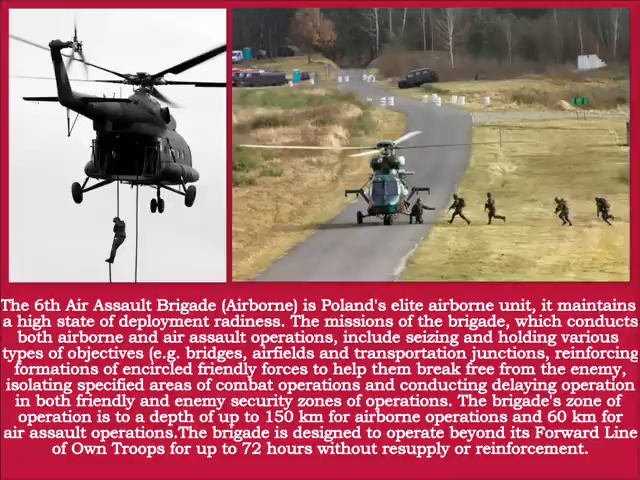 The 6th Air Assault Brigade (Airborne) is Poland's elite airborne unit, it maintains
a high state of deployment radiness. The missions of the brigade, which conducts
both airborne and air assault operations, include seizing and holding various
types of objectives (e.g. bridges, airfields and transportation junctions, reinforcing
formations of encircled friendly forces to help them break free from the enemy,
isolating specified areas of combat operations and conducting delaying operation
in both friendly and enemy security zones of operations. The brigade's zone of
operation is to a depth of up to 150 km for airborne operations and 60 km for
air assault operations.The brigade is designed to operate beyond its Forward Line
of Own Troops for up to 72 hours without resupply or reinforcement.